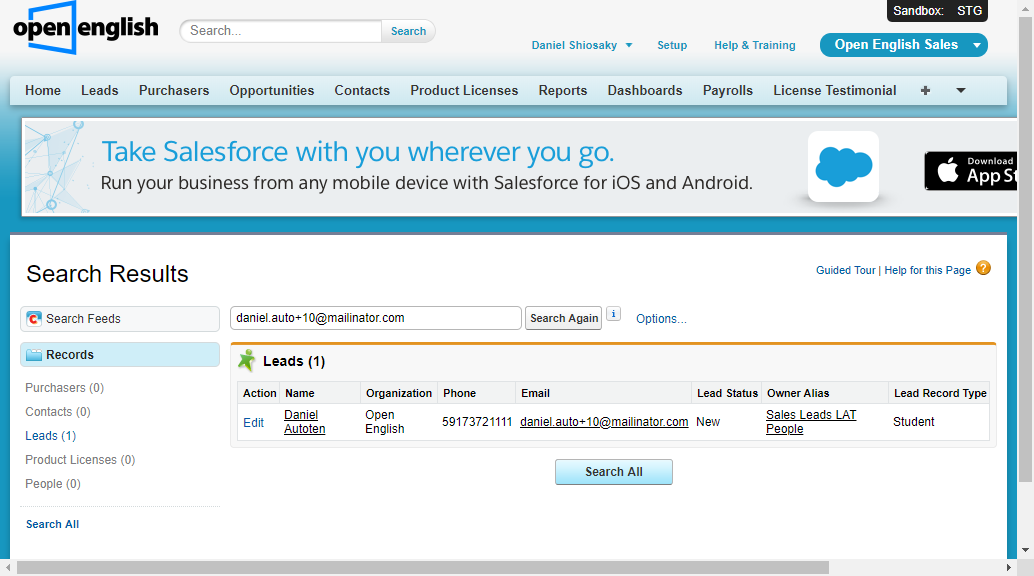 Sandbox: STG
openenglish
Search...
Search
Daniel Shiosaky
Setup
Help & Training
Open English Sales
Home
Leads
Purchasers
Opportunities
Contacts
Product Licenses
Reports
Dashboards
Payrolls
License Testimonial
+
Take Salesforce with you wherever you go.
Run your business from any mobile device with Salesforce for iOS and Android.
Download
App St
Search Results
Guided Tour | Help for this Page ?
Search Feeds
Records
Purchasers (0)
Contacts (0)
Leads (1)
Product Licenses (0)
People (0)
Search All
daniel.auto+10@mailinator.com
Search Again
i
Options...
Leads (1)
Action Name Organization Phone Email Lead Status Owner Alias Lead Record Type
Edit Daniel Autoten Open English 59173721111 daniel.auto+10@mailinator.com New Sales Leads LAT People Student
Search All